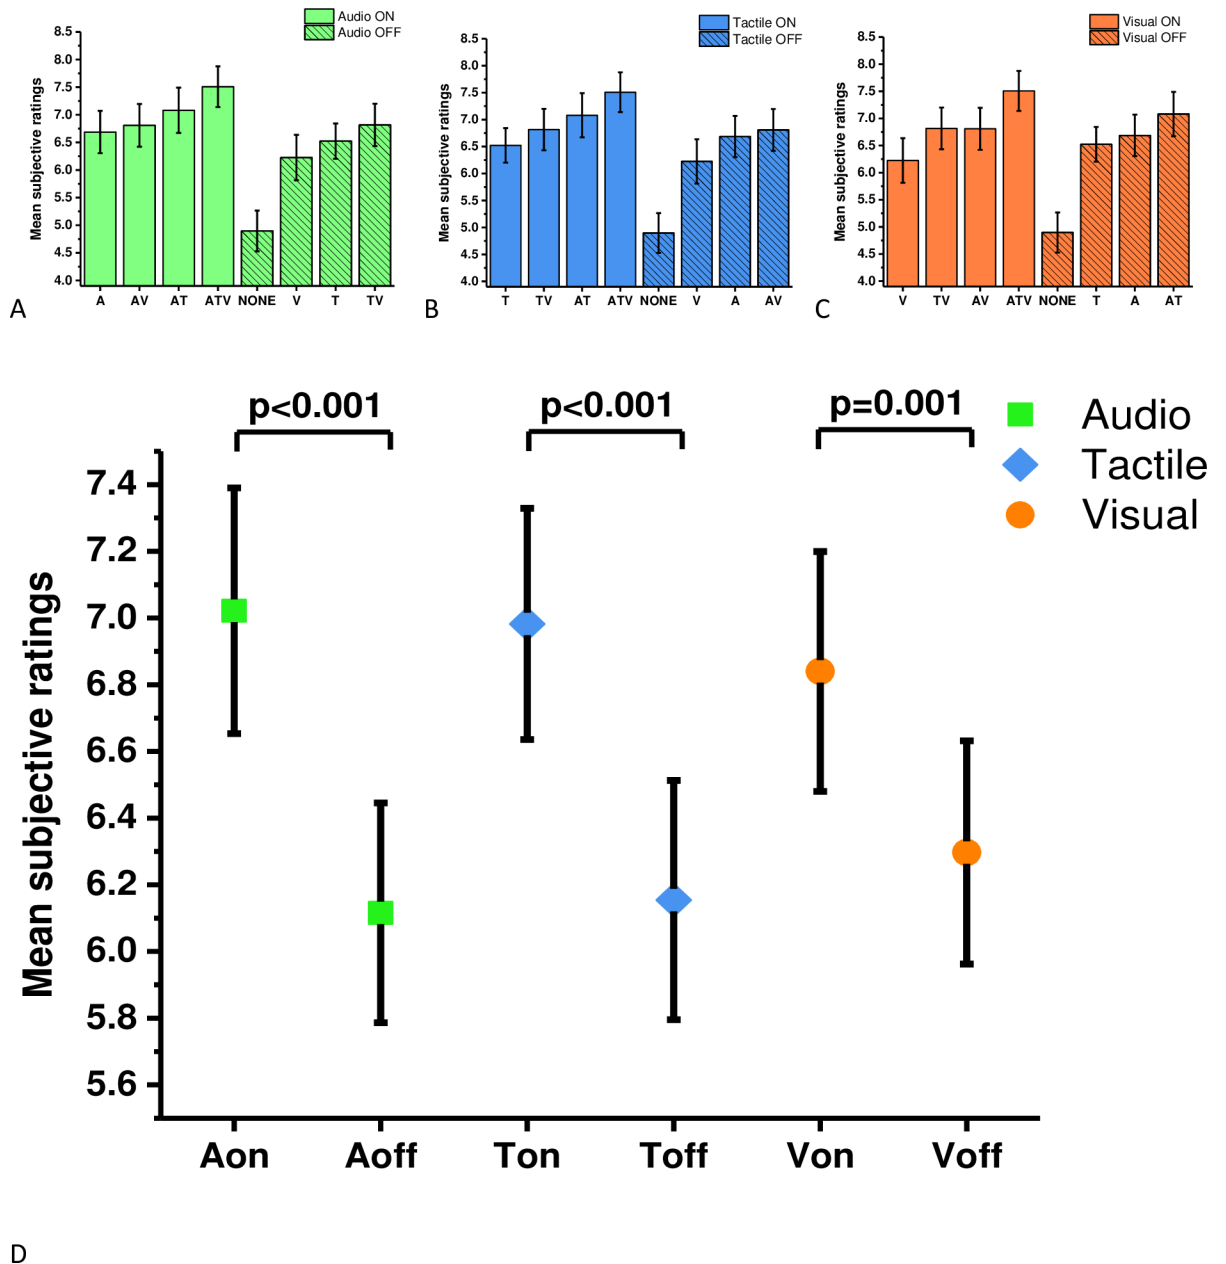 Audio ON
Audio OFF
8.5
8.0
7.5
7.0
6.5
6.0
5.5
5.0
4.5
4.0
Mean subjective ratings
A AV AT ATV NONE V T TV
A
Tactile ON
Tactile OFF
8.5
8.0
7.5
7.0
6.5
6.0
5.5
5.0
4.5
4.0
Mean subjective ratings
T TV AT ATV NONE V A AV
B
Visual ON
Visual OFF
8.5
8.0
7.5
7.0
6.5
6.0
5.5
5.0
4.5
4.0
Mean subjective ratings
V TV AV ATV NONE T A AT
C
p<0.001 p<0.001 p=0.001
Audio
Tactile
Visual
7.4
7.2
7.0
6.8
6.6
6.4
6.2
6.0
5.8
5.6
Mean subjective ratings
Aon Aoff Ton Toff Von Voff
D